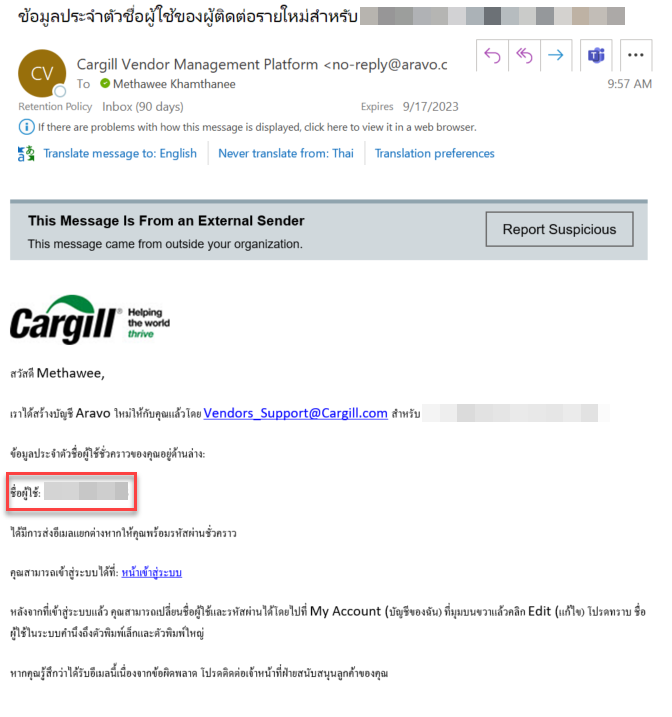 ข้อมูลประจำตัวชื่อผู้ใช้ของผู้ติดต่อรายใหม่สำหรับ
CV
Cargill Vendor Management Platform <no-reply@aravo.c
To Methawee Khamthanee
9:57 AM
Retention Policy Inbox (90 days) Expires 9/17/2023
If there are problems with how this message is displayed, click here to view it in a web browser.
Translate message to: English Never translate from: Thai Translation preferences
This Message Is From an External Sender
This message came from outside your organization.
Report Suspicious
Cargill® Helping the world thrive
สวัสดี Methawee,
เราได้สร้างบัญชี Aravo ใหม่ให้กับคุณแล้วโดย Vendors_Support@Cargill.com สำหรับ
ข้อมูลประจำตัวชื่อผู้ใช้ชั่วคราวของคุณอยู่ด้านล่าง:
ชื่อผู้ใช้:
ได้มีการส่งอีเมลแยกต่างหากให้คุณพร้อมรหัสผ่านชั่วคราว
คุณสามารถเข้าสู่ระบบได้ที่: หน้าเข้าสู่ระบบ
หลังจากที่เข้าสู่ระบบแล้ว คุณสามารถเปลี่ยนชื่อผู้ใช้และรหัสผ่านได้โดยไปที่ My Account (บัญชีของฉัน) ที่มุมบนขวาแล้วคลิก Edit (แก้ไข) โปรดทราบ ชื่อ
ผู้ใช้ในระบบคำนึงถึงตัวพิมพ์เล็กและตัวพิมพ์ใหญ่
หากคุณรู้สึกว่าได้รับอีเมลนี้เนื่องจากข้อผิดพลาด โปรดติดต่อเจ้าหน้าที่ฝ่ายสนับสนุนลูกค้าของคุณ